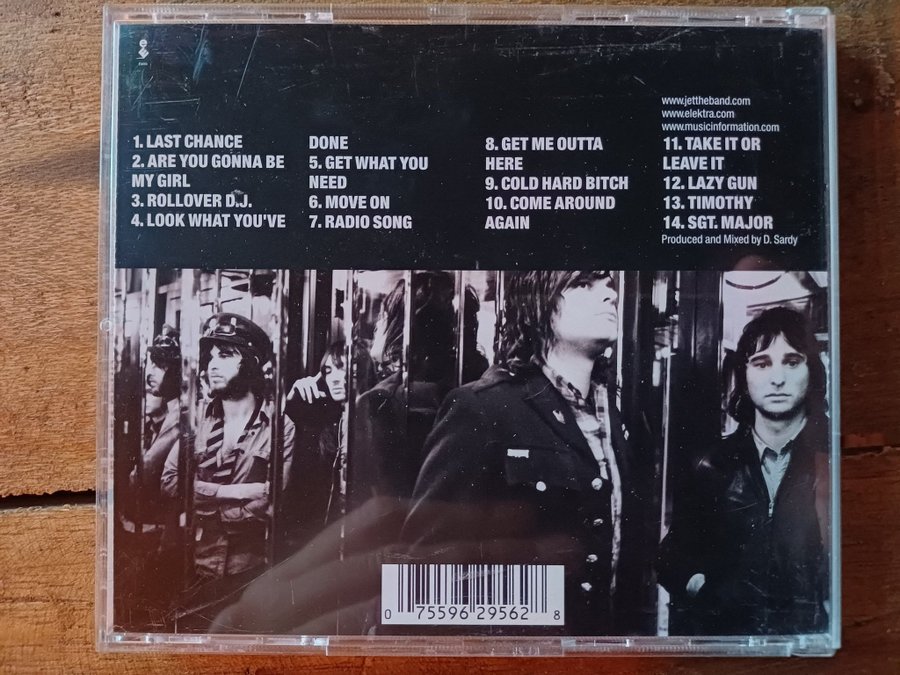 1. LAST CHANCE
2. ARE YOU GONNA BE
MY GIRL
3. ROLLOVER D.J.
4. LOOK WHAT YOU'VE
DONE
5. GET WHAT YOU
NEED
6. MOVE ON
7. RADIO SONG
8. GET ME OUTTA
HERE
9. COLD HARD BITCH
10. COME AROUND
AGAIN
www.jettheband.com
www.elektra.com
www.musicinformation.com
11. TAKE IT OR
LEAVE IT
12. LAZY GUN
13. TIMOTHY
14. SGT. MAJOR
Produced and Mixed by D. Sardy
0 75596 29562 8